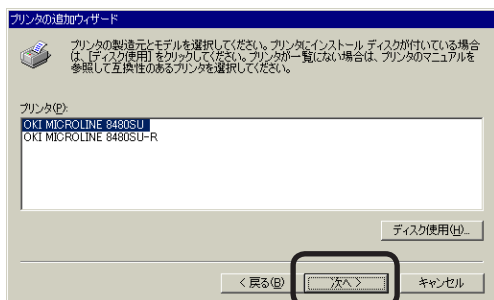 プリンタの追加ウィザード
プリンタの製造元とモデルを選択してください。プリンタにインストール ディスクが付いている場合
は、[ディスク使用] をクリックしてください。プリンタが一覧にない場合は、プリンタのマニュアルを
参照して互換性のあるプリンタを選択してください。
プリンタ(P):
OKI MICROLINE 8480SU
OKI MICROLINE 8480SU-R
ディスク使用(H)...
< 戻る(B)
次へ >
キャンセル